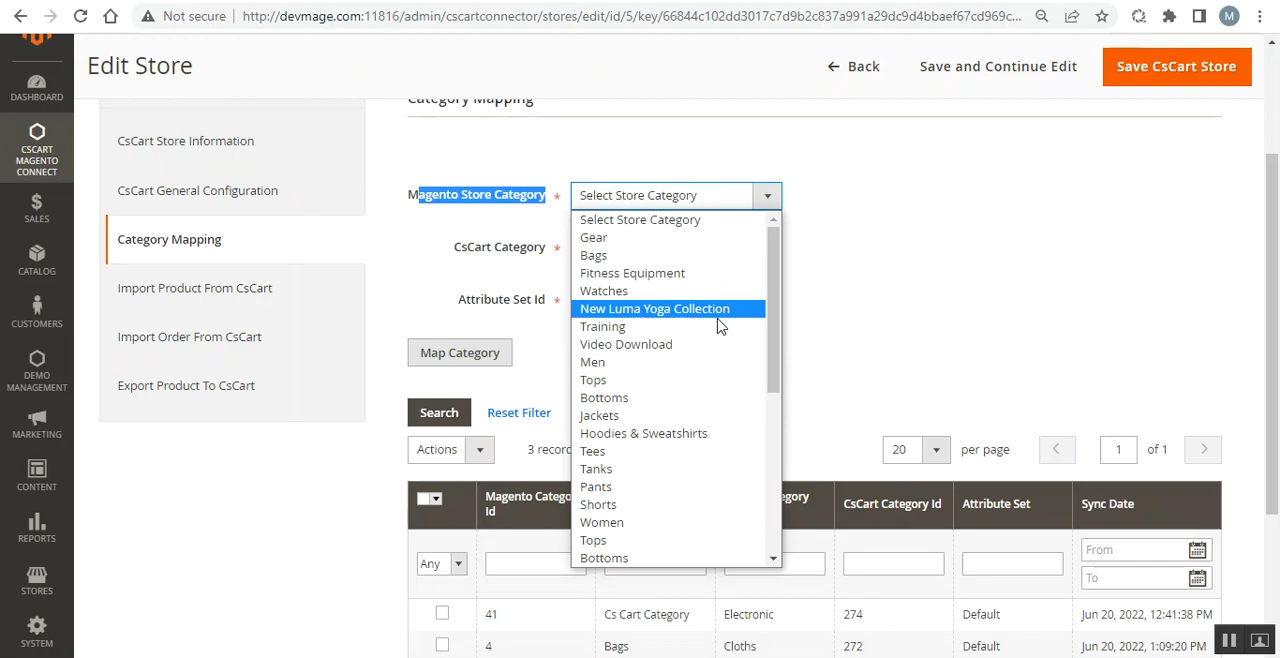 Not secure
http://devmage.com:11816/admin/cscartconnector/stores/edit/id/5/key/66844c102dd3017c7d9b2c837a991a29dc9d4bbaef67cd969c...
M
Edit Store
Back
Save and Continue Edit
Save CsCart Store
DASHBOARD
CSCART
MAGENTO
CONNECT
SALES
CATALOG
CUSTOMERS
DEMO
MANAGEMENT
MARKETING
CONTENT
REPORTS
STORES
SYSTEM
CsCart Store Information
CsCart General Configuration
Category Mapping
Import Product From CsCart
Import Order From CsCart
Export Product To CsCart
Category Mapping
Magento Store Category *
Select Store Category
CsCart Category *
Attribute Set Id *
Select Store Category
Gear
Bags
Fitness Equipment
Watches
New Luma Yoga Collection
Training
Video Download
Men
Tops
Bottoms
Jackets
Hoodies & Sweatshirts
Tees
Tanks
Pants
Shorts
Women
Tops
Bottoms
Map Category
Search
Reset Filter
Actions
3
20
per page
1
of 1
Magento
Id
CsCart Category Id
Attribute Set
Sync Date
Any
From
To
41
Cs Cart Category
Electronic
274
Default
Jun 20, 2022, 12:41:38 PM
4
Bags
Cloths
272
Default
Jun 20, 2022, 1:09:20 PM